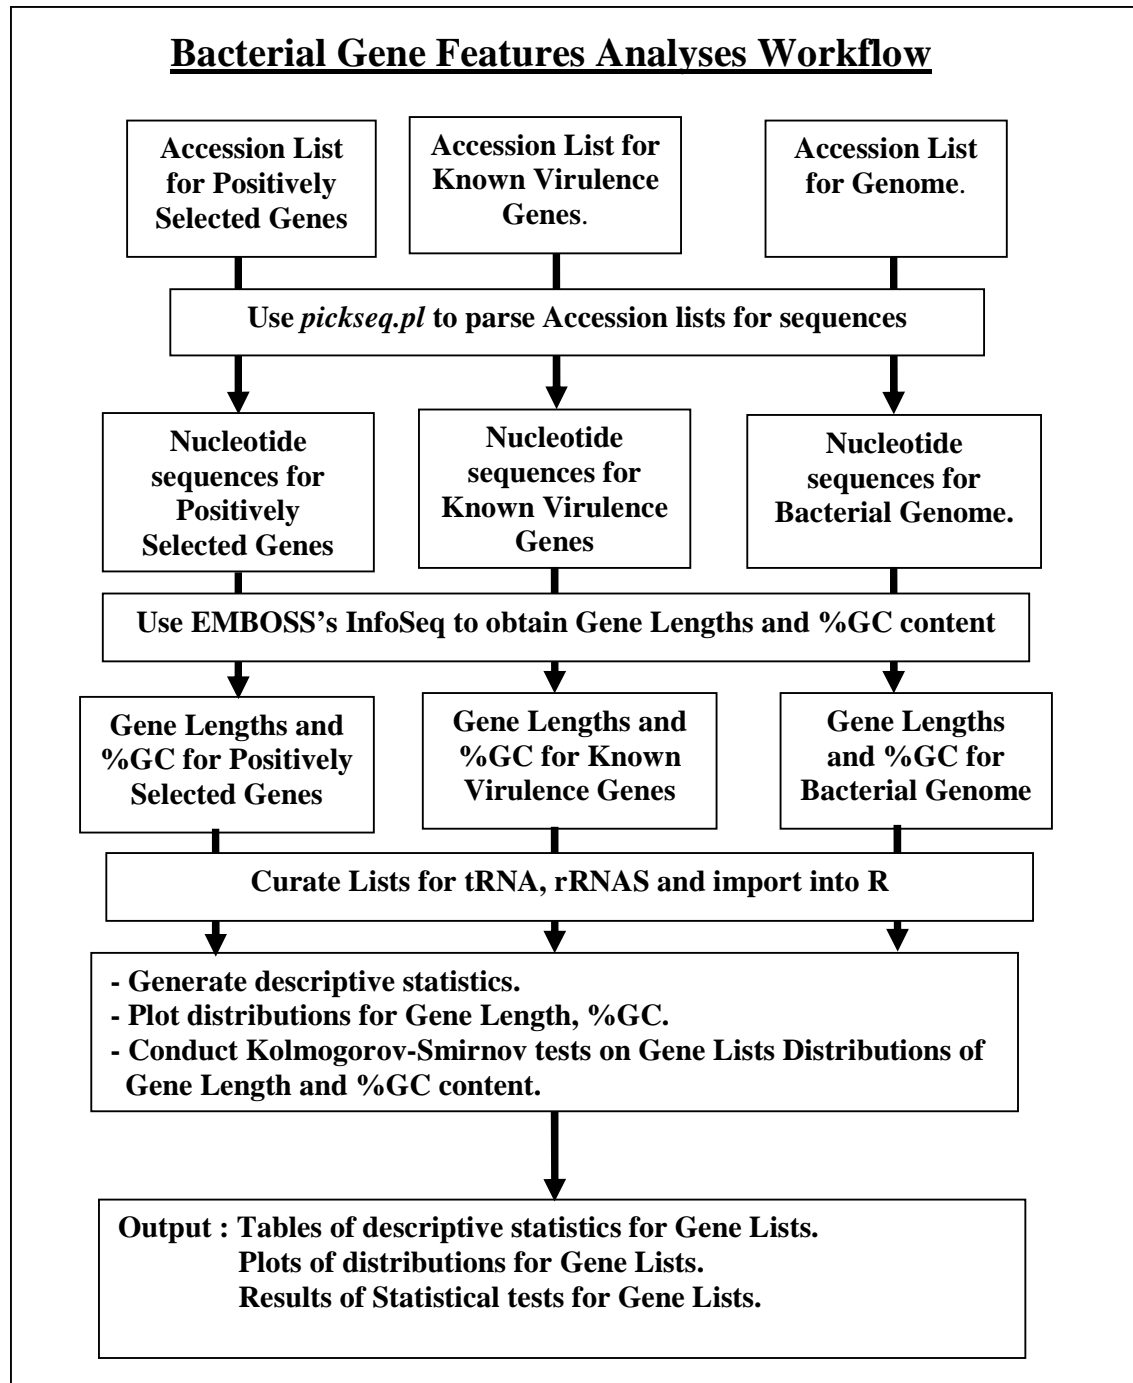 Bacterial Gene Features Analyses Workflow
Accession List
for Positively
Selected Genes
Accession List for
Known Virulence
Genes.
Accession List
for Genome.
Use pickseq.pl to parse Accession lists for sequences
Nucleotide
sequences for
Positively
Selected Genes
Nucleotide
sequences for
Known Virulence
Genes
Nucleotide
sequences for
Bacterial Genome.
Use EMBOSS’s InfoSeq to obtain Gene Lengths and %GC content
Gene Lengths and
%GC for Positively
Selected Genes
Gene Lengths and
%GC for Known
Virulence Genes
Gene Lengths
and %GC for
Bacterial Genome
Curate Lists for tRNA, rRNAS and import into R
- Generate descriptive statistics.
- Plot distributions for Gene Length, %GC.
- Conduct Kolmogorov-Smirnov tests on Gene Lists Distributions of
Gene Length and %GC content.
Output : Tables of descriptive statistics for Gene Lists.
Plots of distributions for Gene Lists.
Results of Statistical tests for Gene Lists.